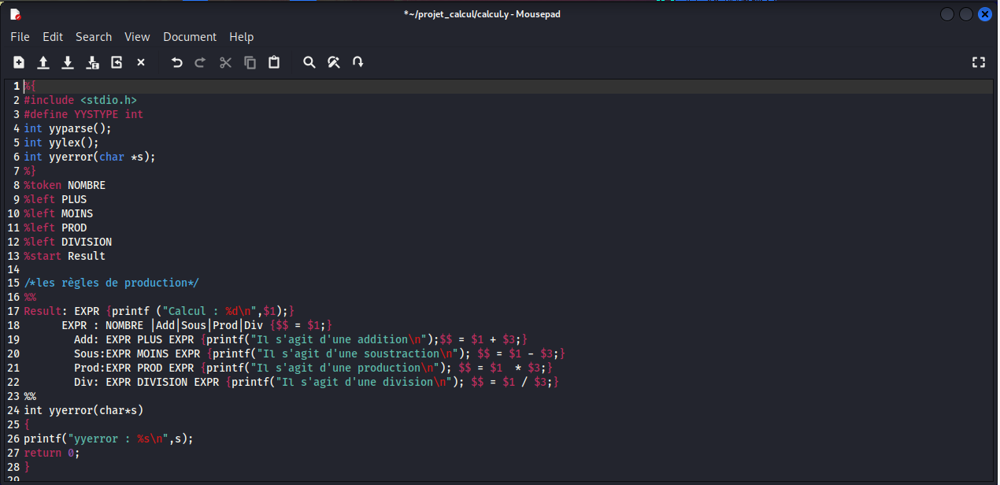 *~/projet_calcul/calcul.y - Mousepad
File Edit Search View Document Help
1 %{
2 #include <stdio.h>
3 #define YYSTYPE int
4 int yyparse();
5 int yylex();
6 int yyerror(char *s);
7 %}
8 %token NOMBRE
9 %left PLUS
10 %left MOINS
11 %left PROD
12 %left DIVISION
13 %start Result
14
15 /*les règles de production*/
16 %%
17 Result: EXPR {printf ("Calcul : %d\n",$1);}
18 EXPR : NOMBRE |Add|Sous|Prod|Div {$$ = $1;}
19 Add: EXPR PLUS EXPR {printf("Il s'agit d'une addition\n");$$ = $1 + $3;}
20 Sous:EXPR MOINS EXPR {printf("Il s'agit d'une soustraction\n"); $$ = $1 - $3;}
21 Prod:EXPR PROD EXPR {printf("Il s'agit d'une production\n"); $$ = $1  * $3;}
22 Div: EXPR DIVISION EXPR {printf("Il s'agit d'une division\n"); $$ = $1 / $3;}
23 %%
24 int yyerror(char*s)
25 {
26 printf("yyerror : %s\n",s);
27 return 0;
28 }
29